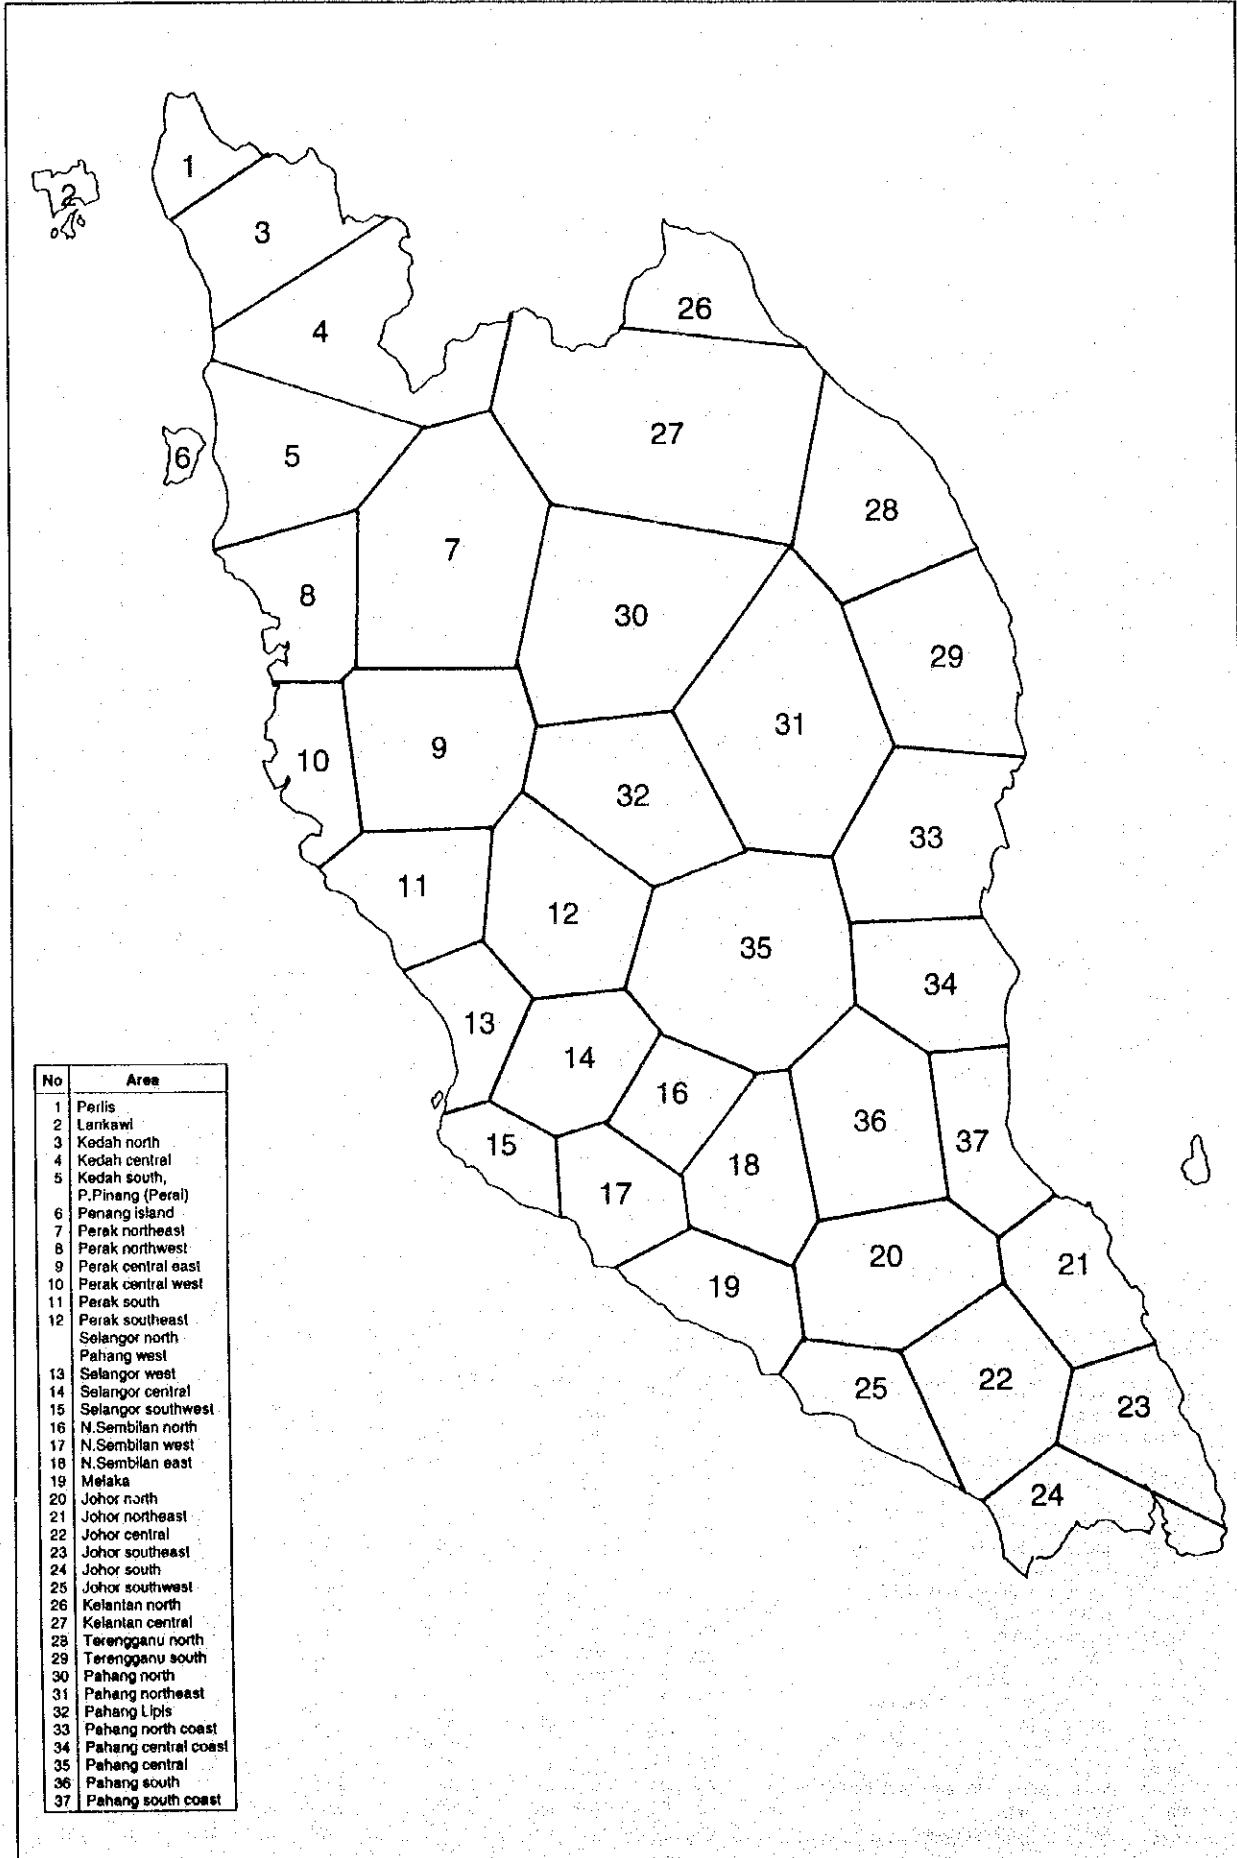 1
2
3
26
4
27
5
6
28
7
8
30
29
31
9
10
32
33
11
12
35
34
13
14
16
36
37
15
18
17
20
21
19
22
25
23
24
No Area
1 Perlis
2 Lankawi
3 Kedah north
4 Kedah central
5 Kedah south,
P.Pinang (Perai)
6 Penang island
7 Perak northeast
8 Perak northwest
9 Perak central east
10 Perak central west
11 Perak south
12 Perak southeast
Selangor north
Pahang west
13 Selangor west
14 Selangor central
15 Selangor southwest
16 N.Sembilan north
17 N.Sembilan west
18 N.Sembilan east
19 Melaka
20 Johor north
21 Johor northeast
22 Johor central
23 Johor southeast
24 Johor south
25 Johor southwest
26 Kelantan north
27 Kelantan central
28 Terengganu north
29 Terengganu south
30 Pahang north
31 Pahang northeast
32 Pahang Lipis
33 Pahang north coast
34 Pahang central coast
35 Pahang central
36 Pahang south
37 Pahang south coast